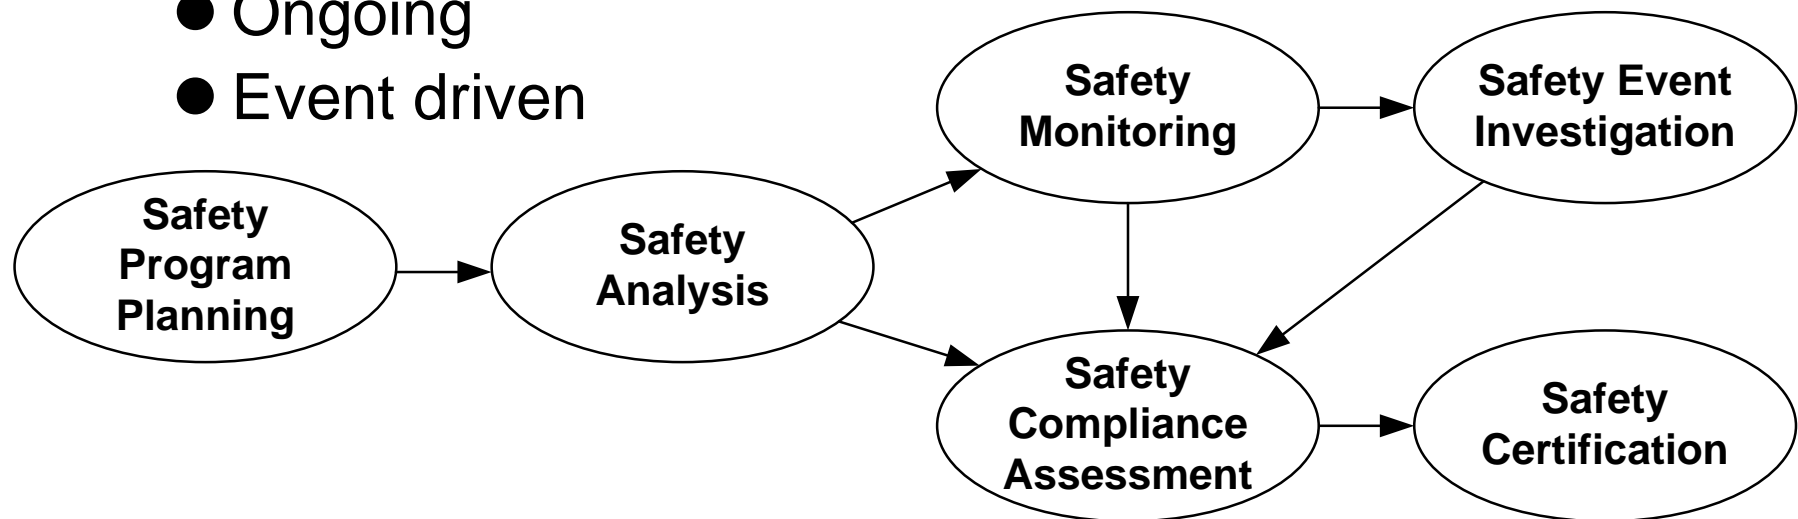 ● Ongoing
● Event driven
Safety
Monitoring
Safety Event
Investigation
Safety
Program
Planning
Safety
Analysis
Safety
Compliance
Assessment
Safety
Certification